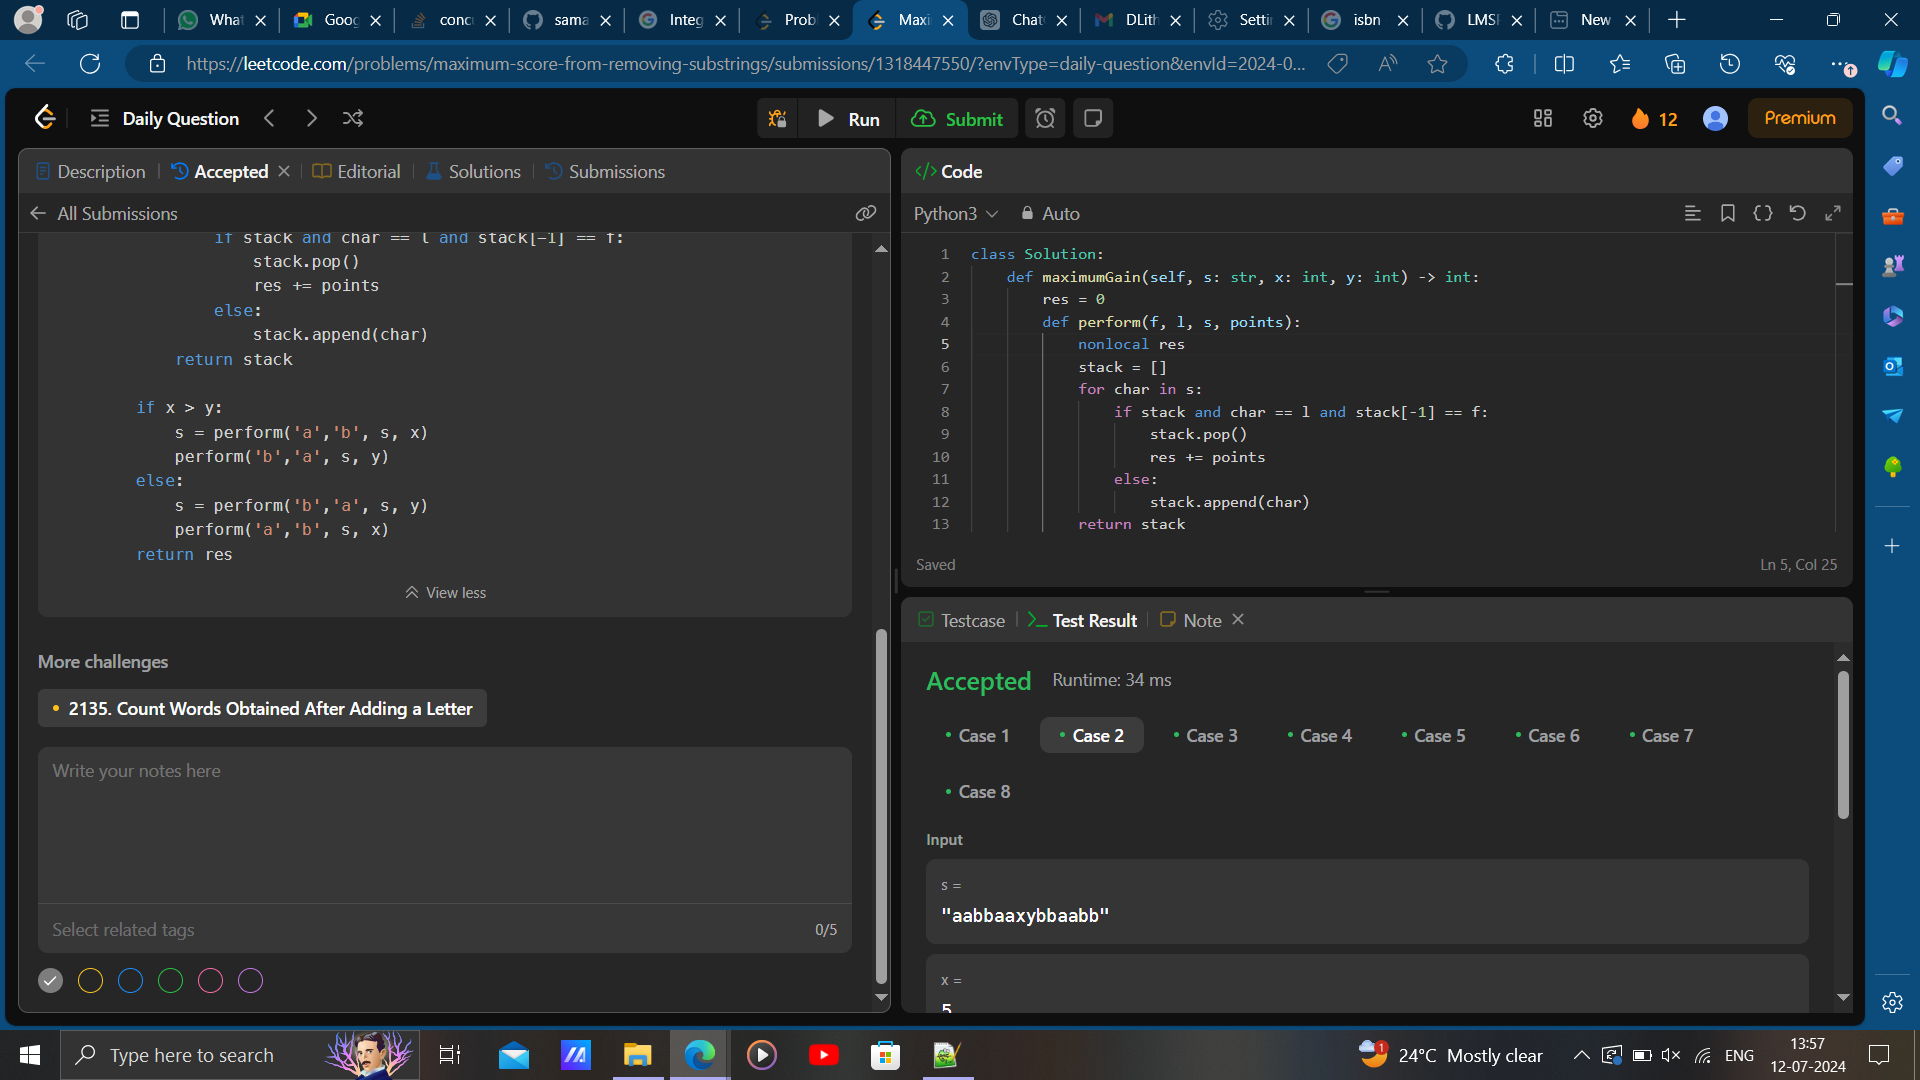 What
Goog
conc
sama
Integ
Probl
Maxi
Chat
DLith
Settin
isbn
LMSF
New
https://leetcode.com/problems/maximum-score-from-removing-substrings/submissions/1318447550/?envType=daily-question&envId=2024-0...
Daily Question
Run
Submit
12
Premium
Description
Accepted
Editorial
Solutions
Submissions
All Submissions
if stack and char == l and stack[-1] == f:
stack.pop()
res += points
else:
stack.append(char)
return stack
if x > y:
s = perform('a','b', s, x)
perform('b','a', s, y)
else:
s = perform('b','a', s, y)
perform('a','b', s, x)
return res
View less
More challenges
2135. Count Words Obtained After Adding a Letter
Write your notes here
Select related tags
0/5
</> Code
Python3
Auto
1 class Solution:
2 def maximumGain(self, s: str, x: int, y: int) -> int:
3 res = 0
4 def perform(f, l, s, points):
5 nonlocal res
6 stack = []
7 for char in s:
8 if stack and char == l and stack[-1] == f:
9 stack.pop()
10 res += points
11 else:
12 stack.append(char)
13 return stack
Saved
Ln 5, Col 25
Testcase
Test Result
Note
Accepted
Runtime: 34 ms
Case 1
Case 2
Case 3
Case 4
Case 5
Case 6
Case 7
Case 8
Input
s =
"aabbaaxybbaabb"
x =
5
Type here to search
1
24°C Mostly clear
ENG
13:57
12-07-2024